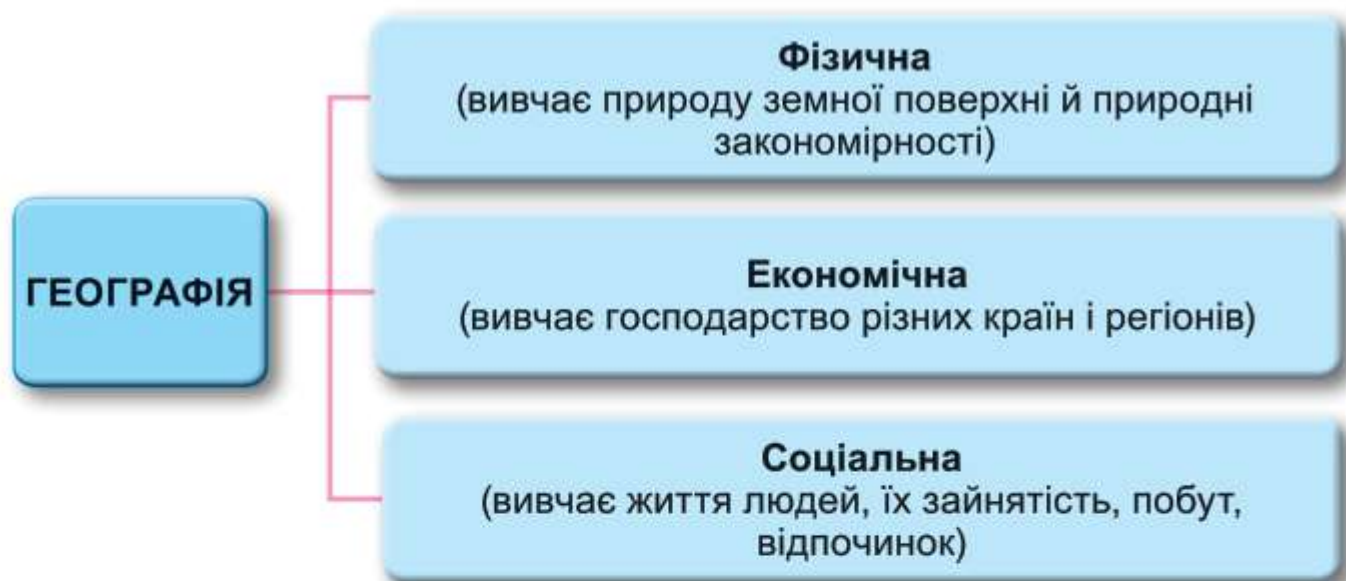 ГЕОГРАФІЯ
Фізична
(вивчає природу земної поверхні й природні
закономірності)
Економічна
(вивчає господарство різних країн і регіонів)
Соціальна
(вивчає життя людей, їх зайнятість, побут,
відпочинок)